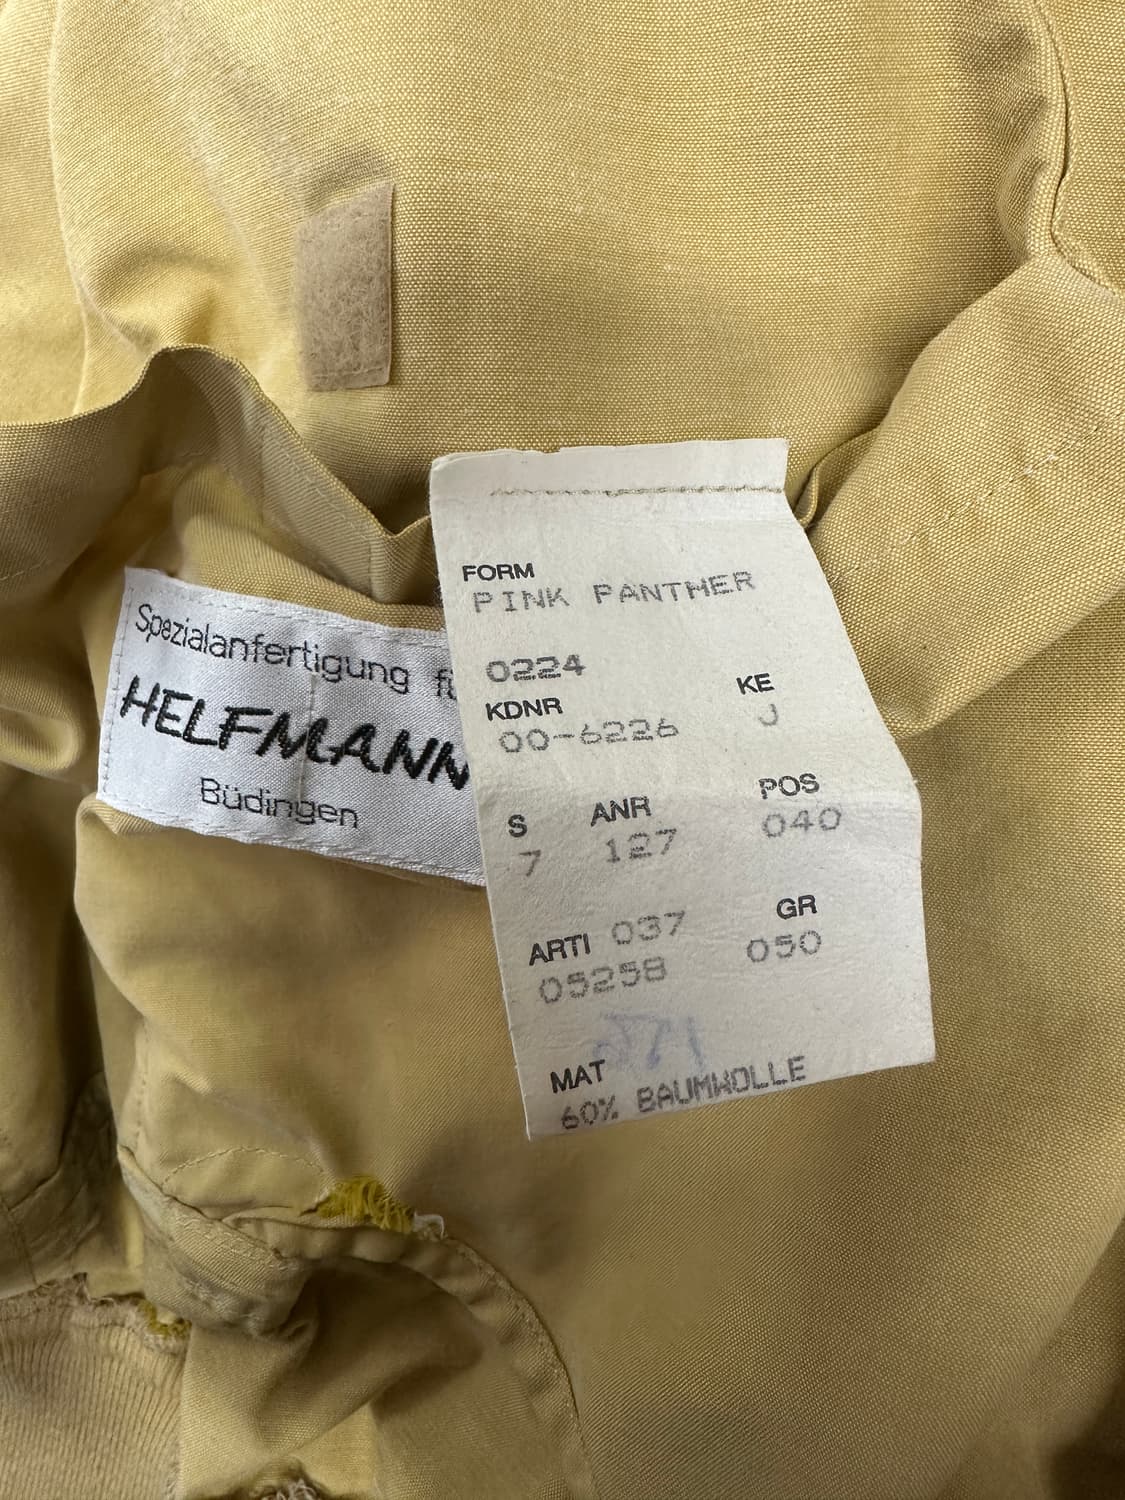 Spezialanfertigung fü
HELFMANN
Büdingen
FORM
PINK PANTHER
0224
KDNR KE
00-6226 J
S ANR POS
7 127 040
ARTI 037 GR
05258 050
MAT
60% BAUMWOLLE